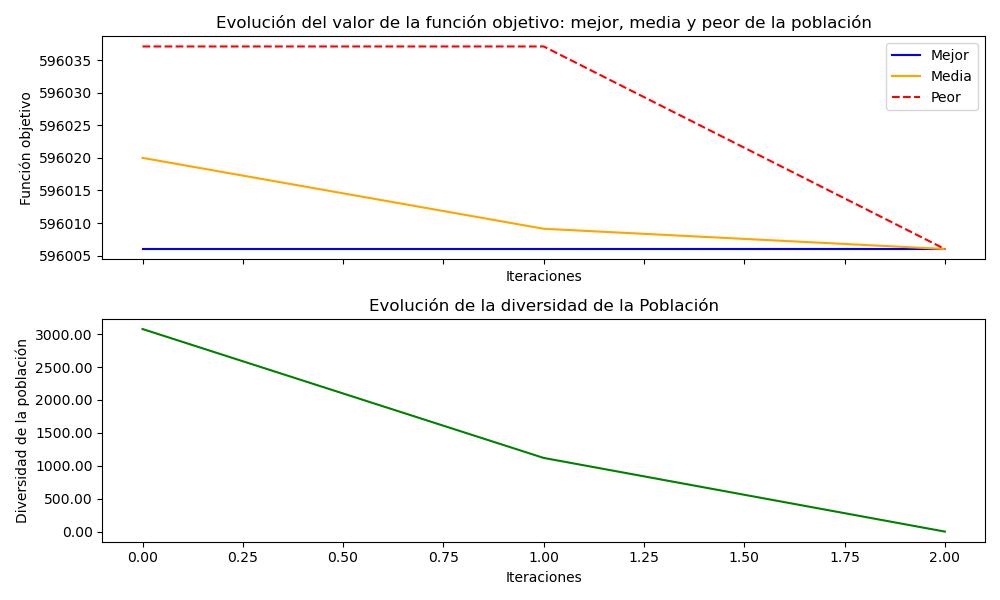 Evolución del valor de la función objetivo: mejor, media y peor de la población
Función objetivo
596035
596030
596025
596020
596015
596010
596005
Mejor
Media
Peor
Iteraciones
Evolución de la diversidad de la Población
Diversidad de la población
3000.00
2500.00
2000.00
1500.00
1000.00
500.00
0.00
0.00 0.25 0.50 0.75 1.00 1.25 1.50 1.75 2.00
Iteraciones